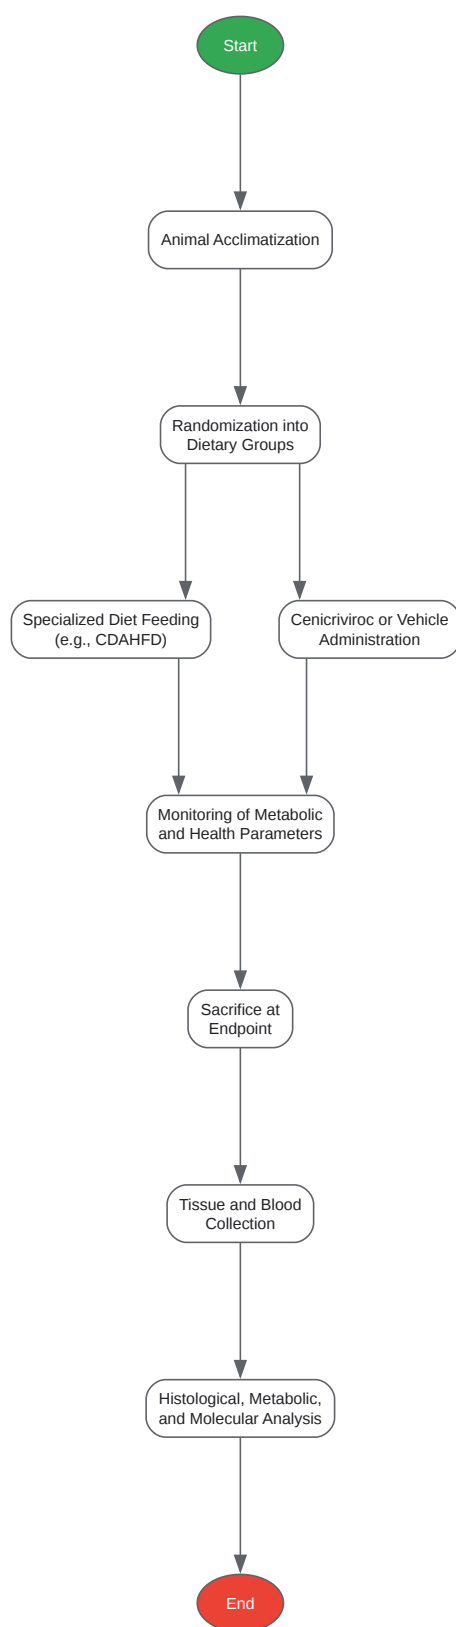 Start
Animal Acclimatization
Randomization into
Dietary Groups
Specialized Diet Feeding
(e.g., CDAHFD)
Cenicriviroc or Vehicle
Administration
Monitoring of Metabolic
and Health Parameters
Sacrifice at
Endpoint
Tissue and Blood
Collection
Histological, Metabolic,
and Molecular Analysis
End